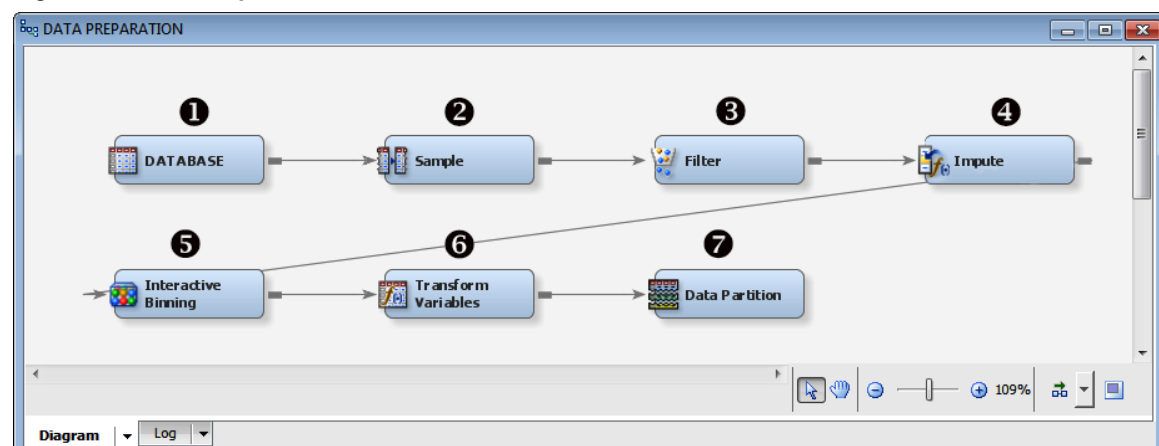 DATA PREPARATION
❶ ❷ ❸ ❹
DATABASE Sample Filter Impute
❺ ❻ ❼
Interactive
Binning
Transform
Variables
Data Partition
109%
Diagram Log